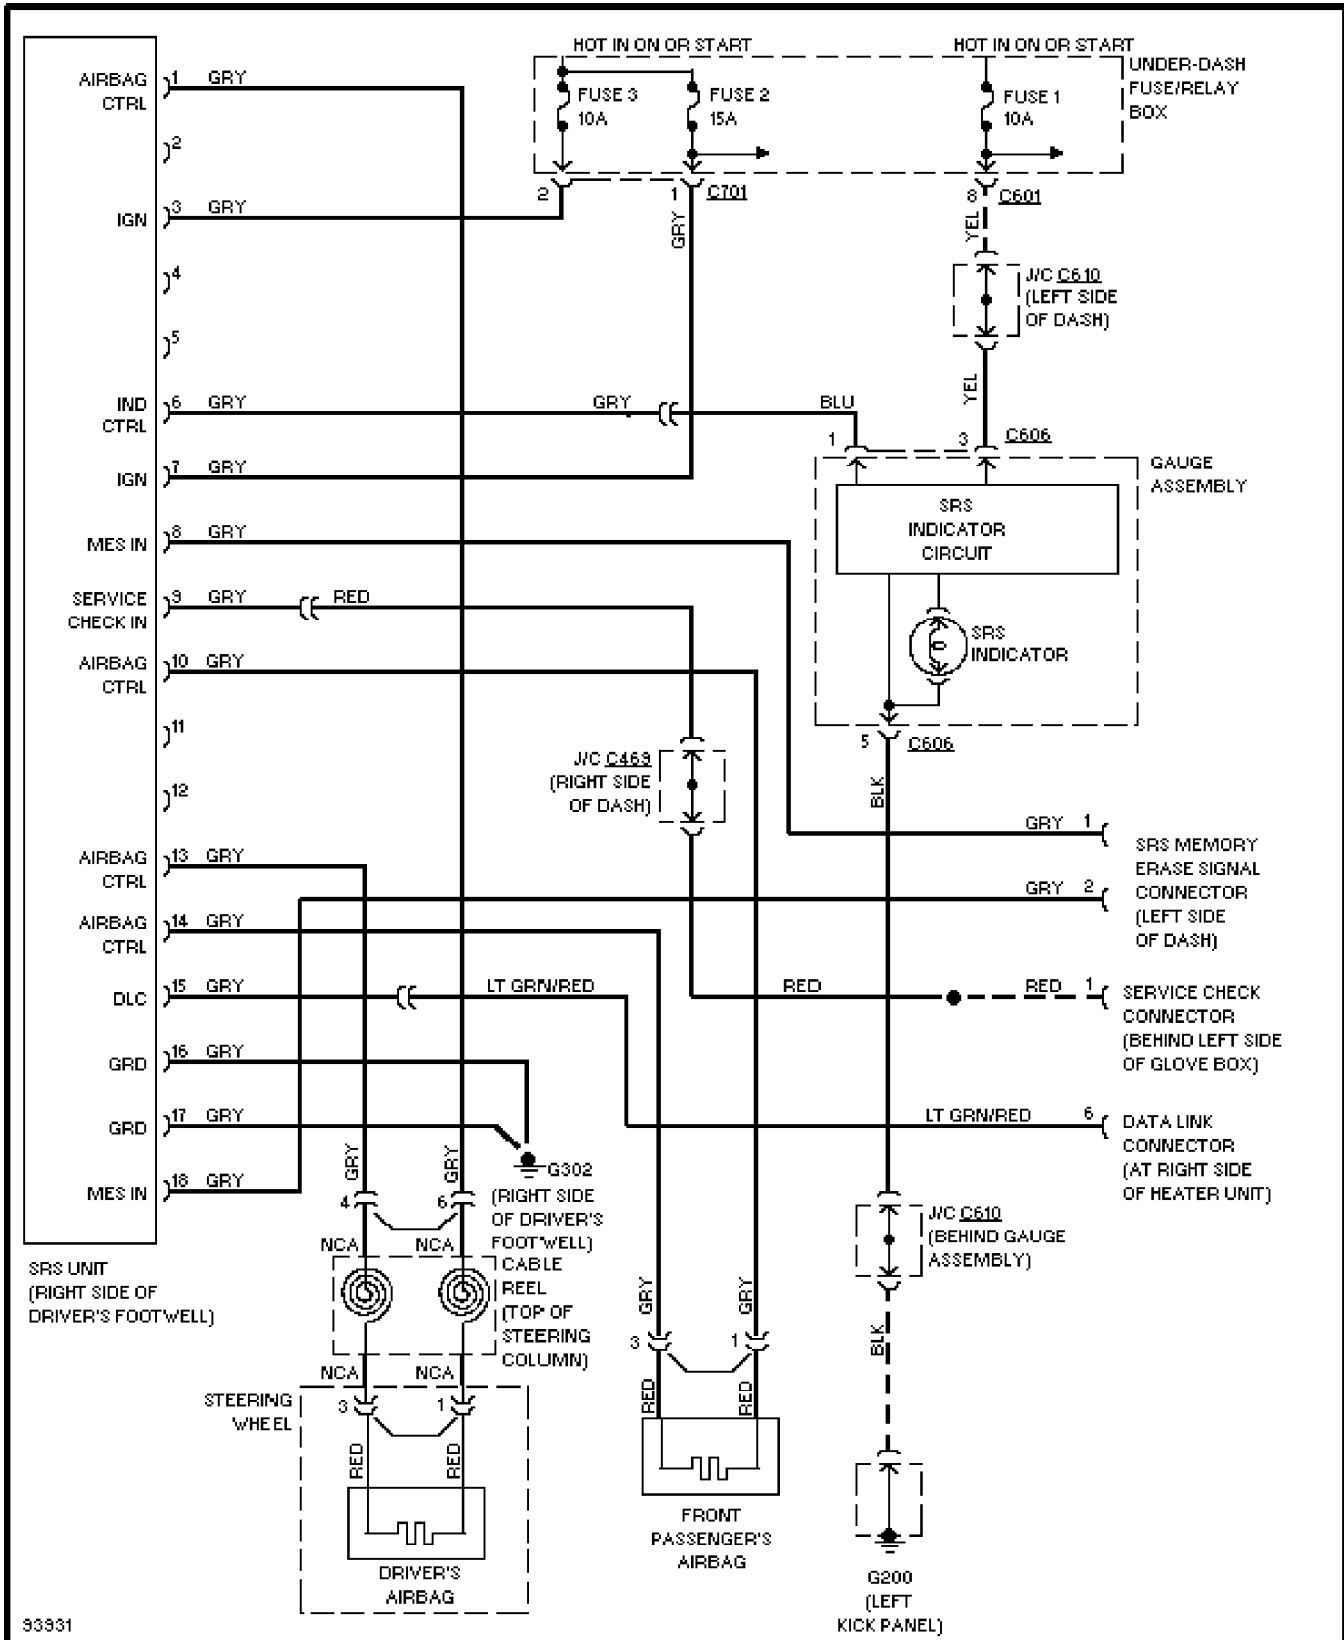 HOT IN ON OR START
HOT IN ON OR START
UNDER-DASH
FUSE/RELAY
BOX
FUSE 3
10A
FUSE 2
15A
FUSE 1
10A
2
1
C701
8
C601
GRY
YEL
J/C C610
(LEFT SIDE
OF DASH)
YEL
AIRBAG
CTRL
1
GRY
2
IGN
3
GRY
4
5
IND
CTRL
6
GRY
GRY
BLU
1
3
C606
IGN
7
GRY
GAUGE
ASSEMBLY
SRS
INDICATOR
CIRCUIT
SRS
INDICATOR
5
C606
BLK
MES IN
8
GRY
SERVICE
CHECK IN
9
GRY
RED
AIRBAG
CTRL
10
GRY
11
12
J/C C469
(RIGHT SIDE
OF DASH)
GRY
1
GRY
2
SRS MEMORY
ERASE SIGNAL
CONNECTOR
(LEFT SIDE
OF DASH)
AIRBAG
CTRL
13
GRY
AIRBAG
CTRL
14
GRY
DLC
15
GRY
LT GRN/RED
RED
RED
1
SERVICE CHECK
CONNECTOR
(BEHIND LEFT SIDE
OF GLOVE BOX)
GRD
16
GRY
GRD
17
GRY
LT GRN/RED
6
DATA LINK
CONNECTOR
(AT RIGHT SIDE
OF HEATER UNIT)
MES IN
18
GRY
SRS UNIT
(RIGHT SIDE OF
DRIVER'S FOOTWELL)
GRY
GRY
4
6
G302
(RIGHT SIDE
OF DRIVER'S
FOOTWELL)
NCA
NCA
CABLE
REEL
(TOP OF
STEERING
COLUMN)
NCA
NCA
J/C C610
(BEHIND GAUGE
ASSEMBLY)
BLK
GRY
GRY
3
1
RED
RED
STEERING
WHEEL
3
1
RED
RED
DRIVER'S
AIRBAG
FRONT
PASSENGER'S
AIRBAG
G200
(LEFT
KICK PANEL)
93931